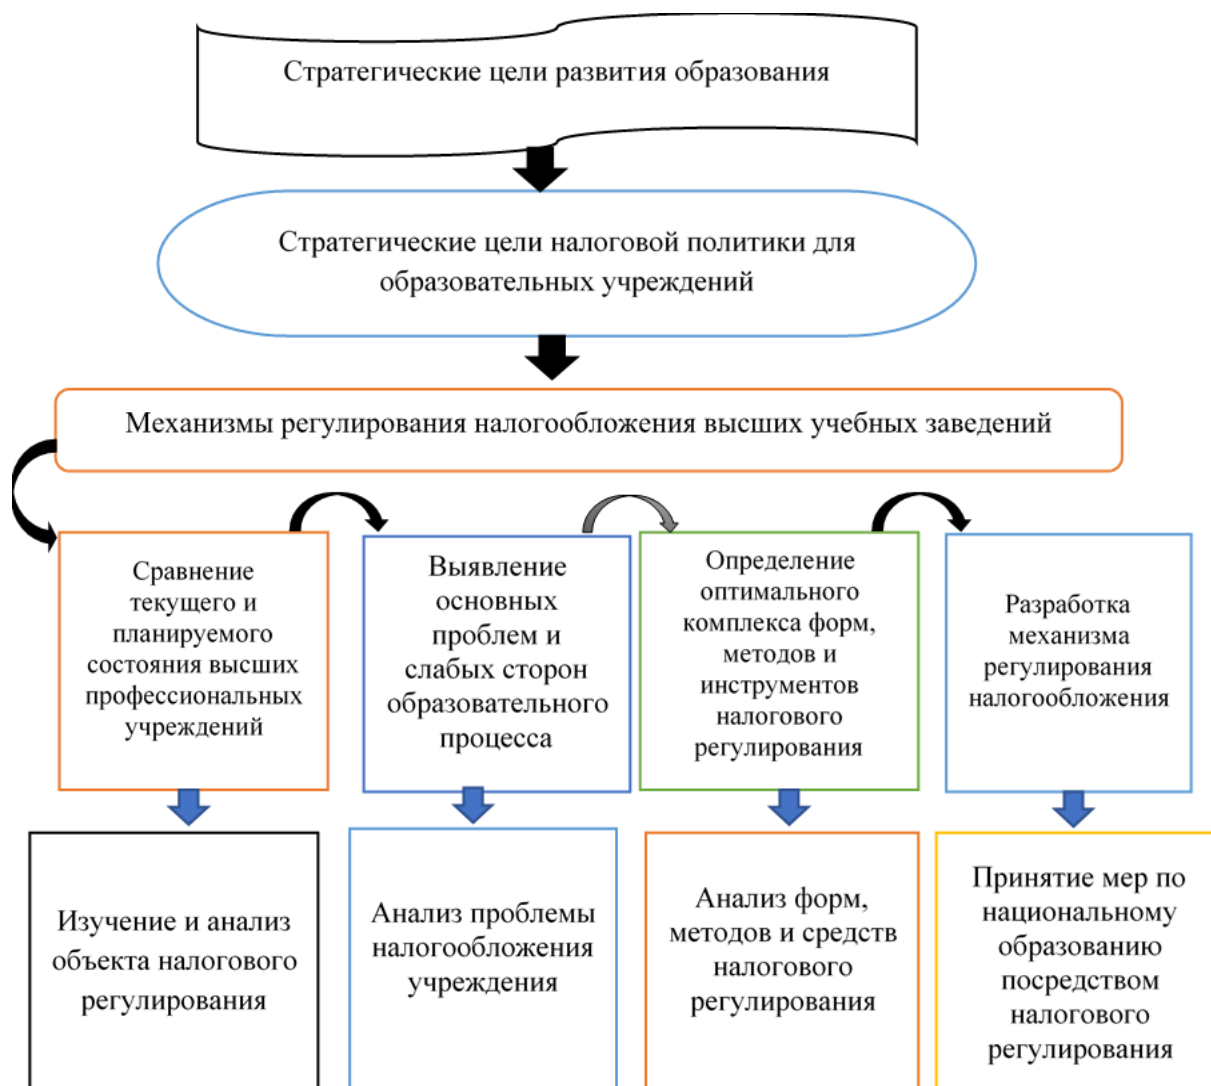 Стратегические цели развития образования
Стратегические цели налоговой политики для
образовательных учреждений
Механизмы регулирования налогообложения высших учебных заведений
Сравнение
текущего и
планируемого
состояния высших
профессиональных
учреждений
Выявление
основных
проблем и
слабых сторон
образовательного
процесса
Определение
оптимального
комплекса форм,
методов и
инструментов
налогового
регулирования
Разработка
механизма
регулирования
налогообложения
Изучение и анализ
объекта налогового
регулирования
Анализ проблемы
налогообложения
учреждения
Анализ форм,
методов и средств
налогового
регулирования
Принятие мер по
национальному
образованию
посредством
налогового
регулирования